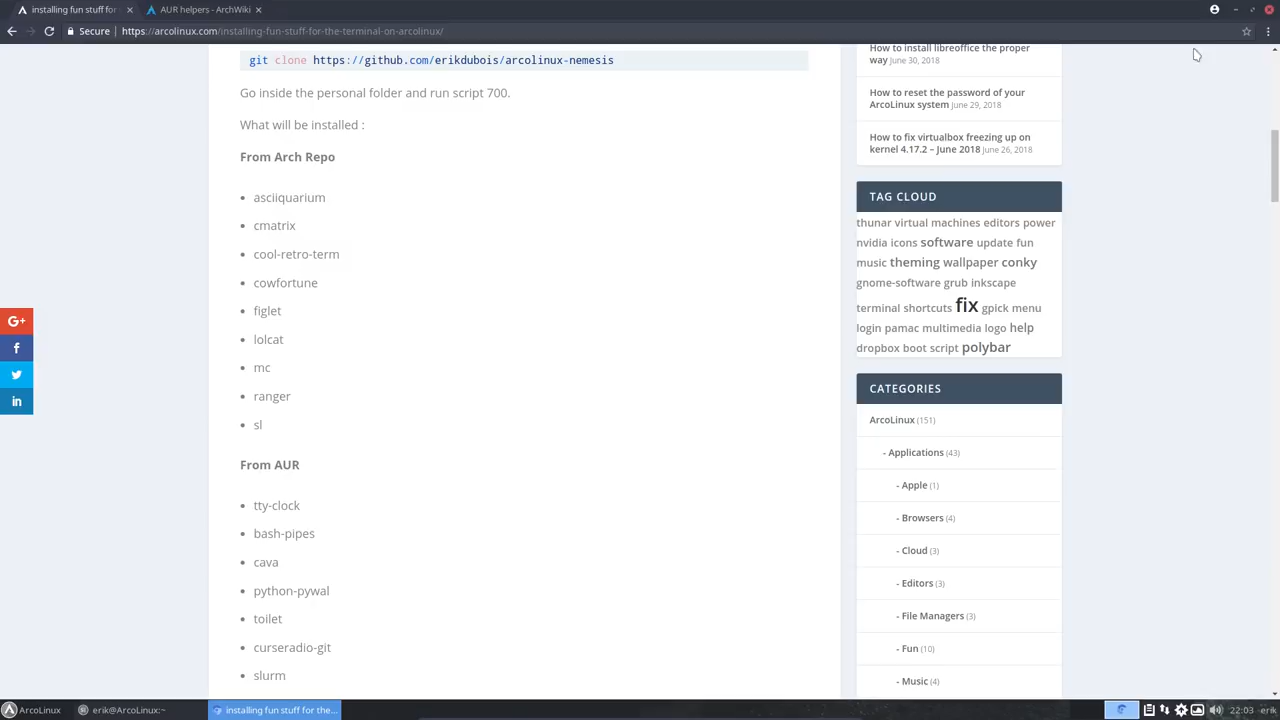 installing fun stuff for
AUR helpers - ArchWiki
Secure
https://arcolinux.com/installing-fun-stuff-for-the-terminal-on-arcolinux/
git clone https://github.com/erikdubois/arcolinux-nemesis
Go inside the personal folder and run script 700.
What will be installed :
From Arch Repo
asciiquarium
cmatrix
cool-retro-term
cowfortune
figlet
lolcat
mc
ranger
sl
From AUR
tty-clock
bash-pipes
cava
python-pywal
toilet
curseradio-git
slurm
How to install libreoffice the proper
way June 30, 2018
How to reset the password of your
ArcoLinux system June 29, 2018
How to fix virtualbox freezing up on
kernel 4.17.2 – June 2018 June 26, 2018
TAG CLOUD
thunar virtual machines editors power
nvidia icons software update fun
music theming wallpaper conky
gnome-software grub inkscape
terminal shortcuts fix gpick menu
login pamac multimedia logo help
dropbox boot script polybar
CATEGORIES
ArcoLinux (151)
- Applications (43)
- Apple (1)
- Browsers (4)
- Cloud (3)
- Editors (3)
- File Managers (3)
- Fun (10)
- Music (4)
G+
f
in
ArcoLinux
erik@ArcoLinux:~
installing fun stuff for the...
22:03
erik